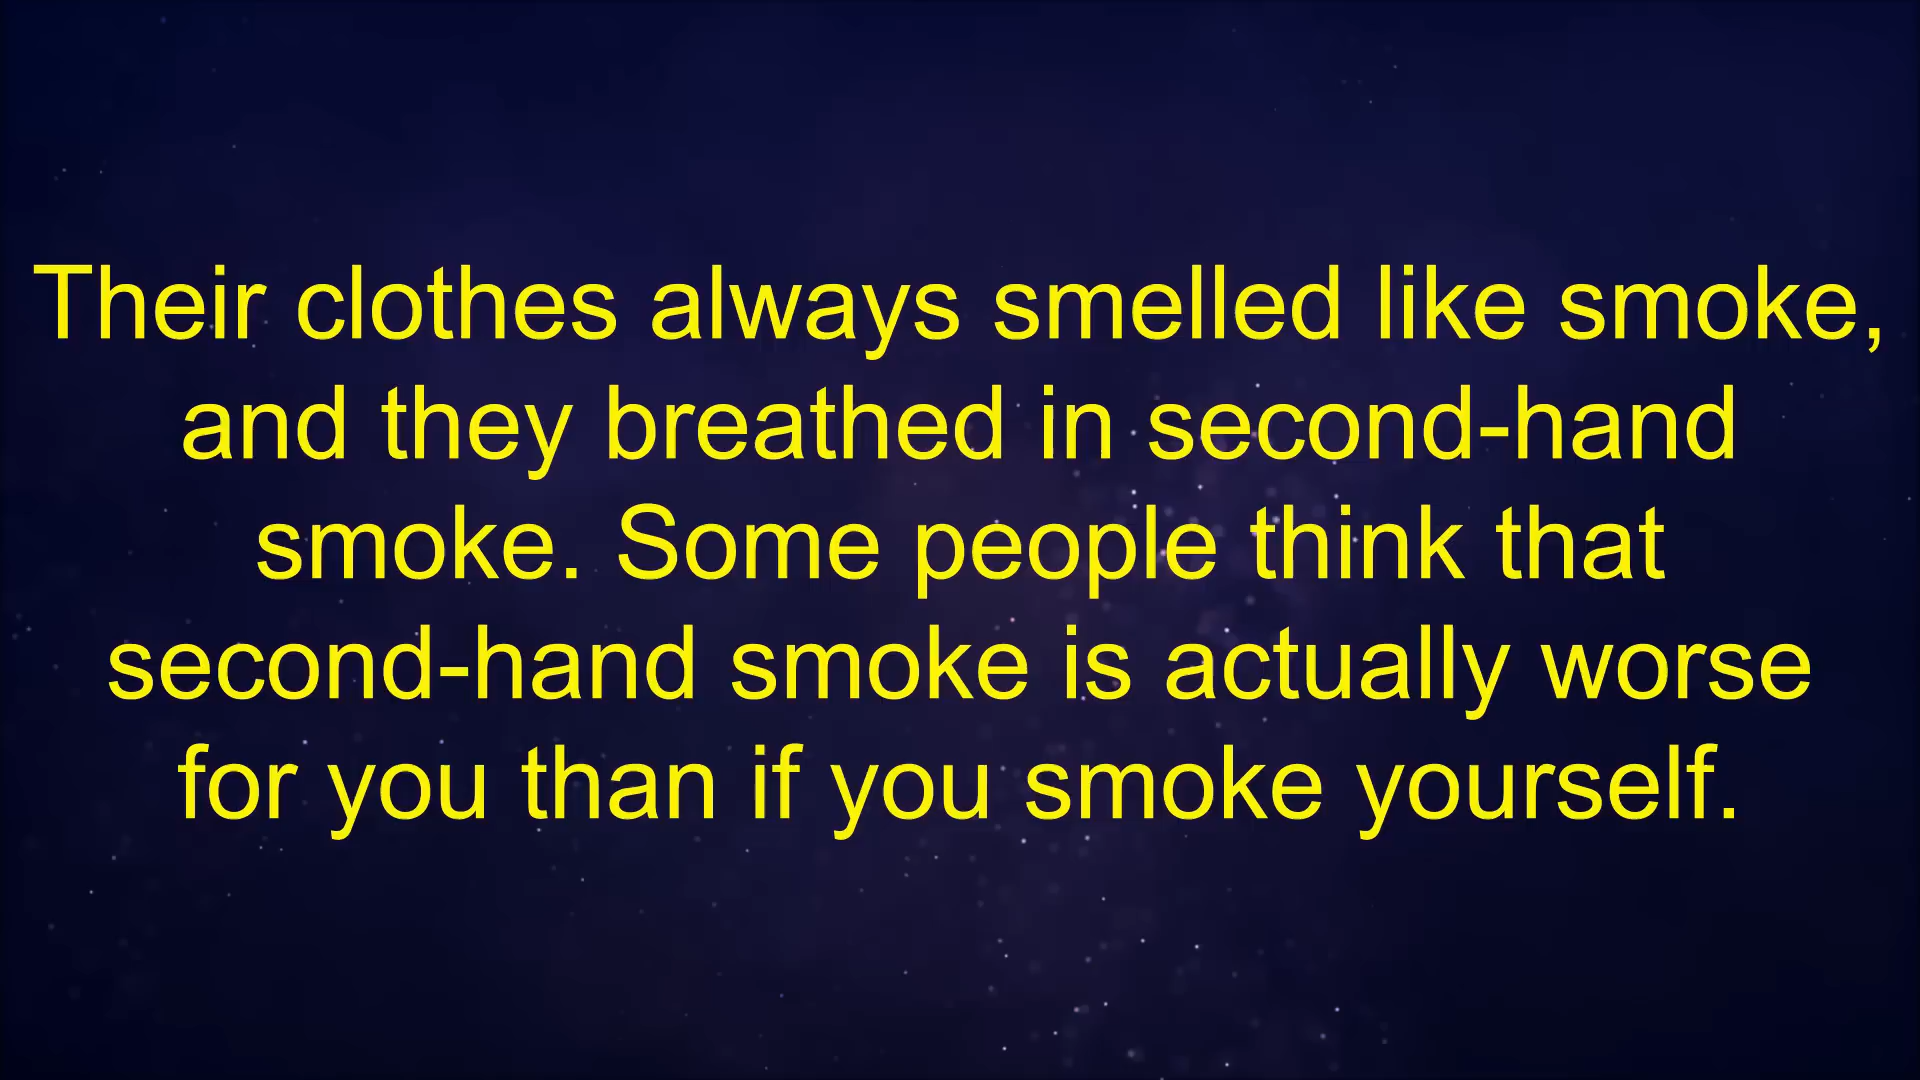 Their clothes always smelled like smoke,
and they breathed in second-hand
smoke. Some people think that
second-hand smoke is actually worse
for you than if you smoke yourself.